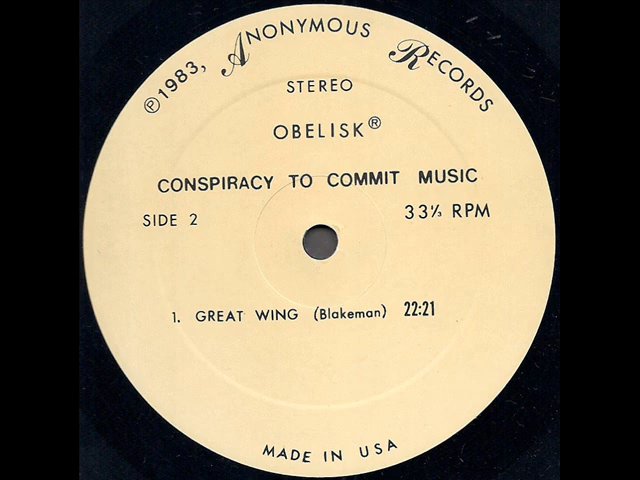 ℗1983, ANONYMOUS RECORDS
STEREO
OBELISK®
CONSPIRACY TO COMMIT MUSIC
SIDE 2 33⅓ RPM
1. GREAT WING (Blakeman) 22:21
MADE IN USA